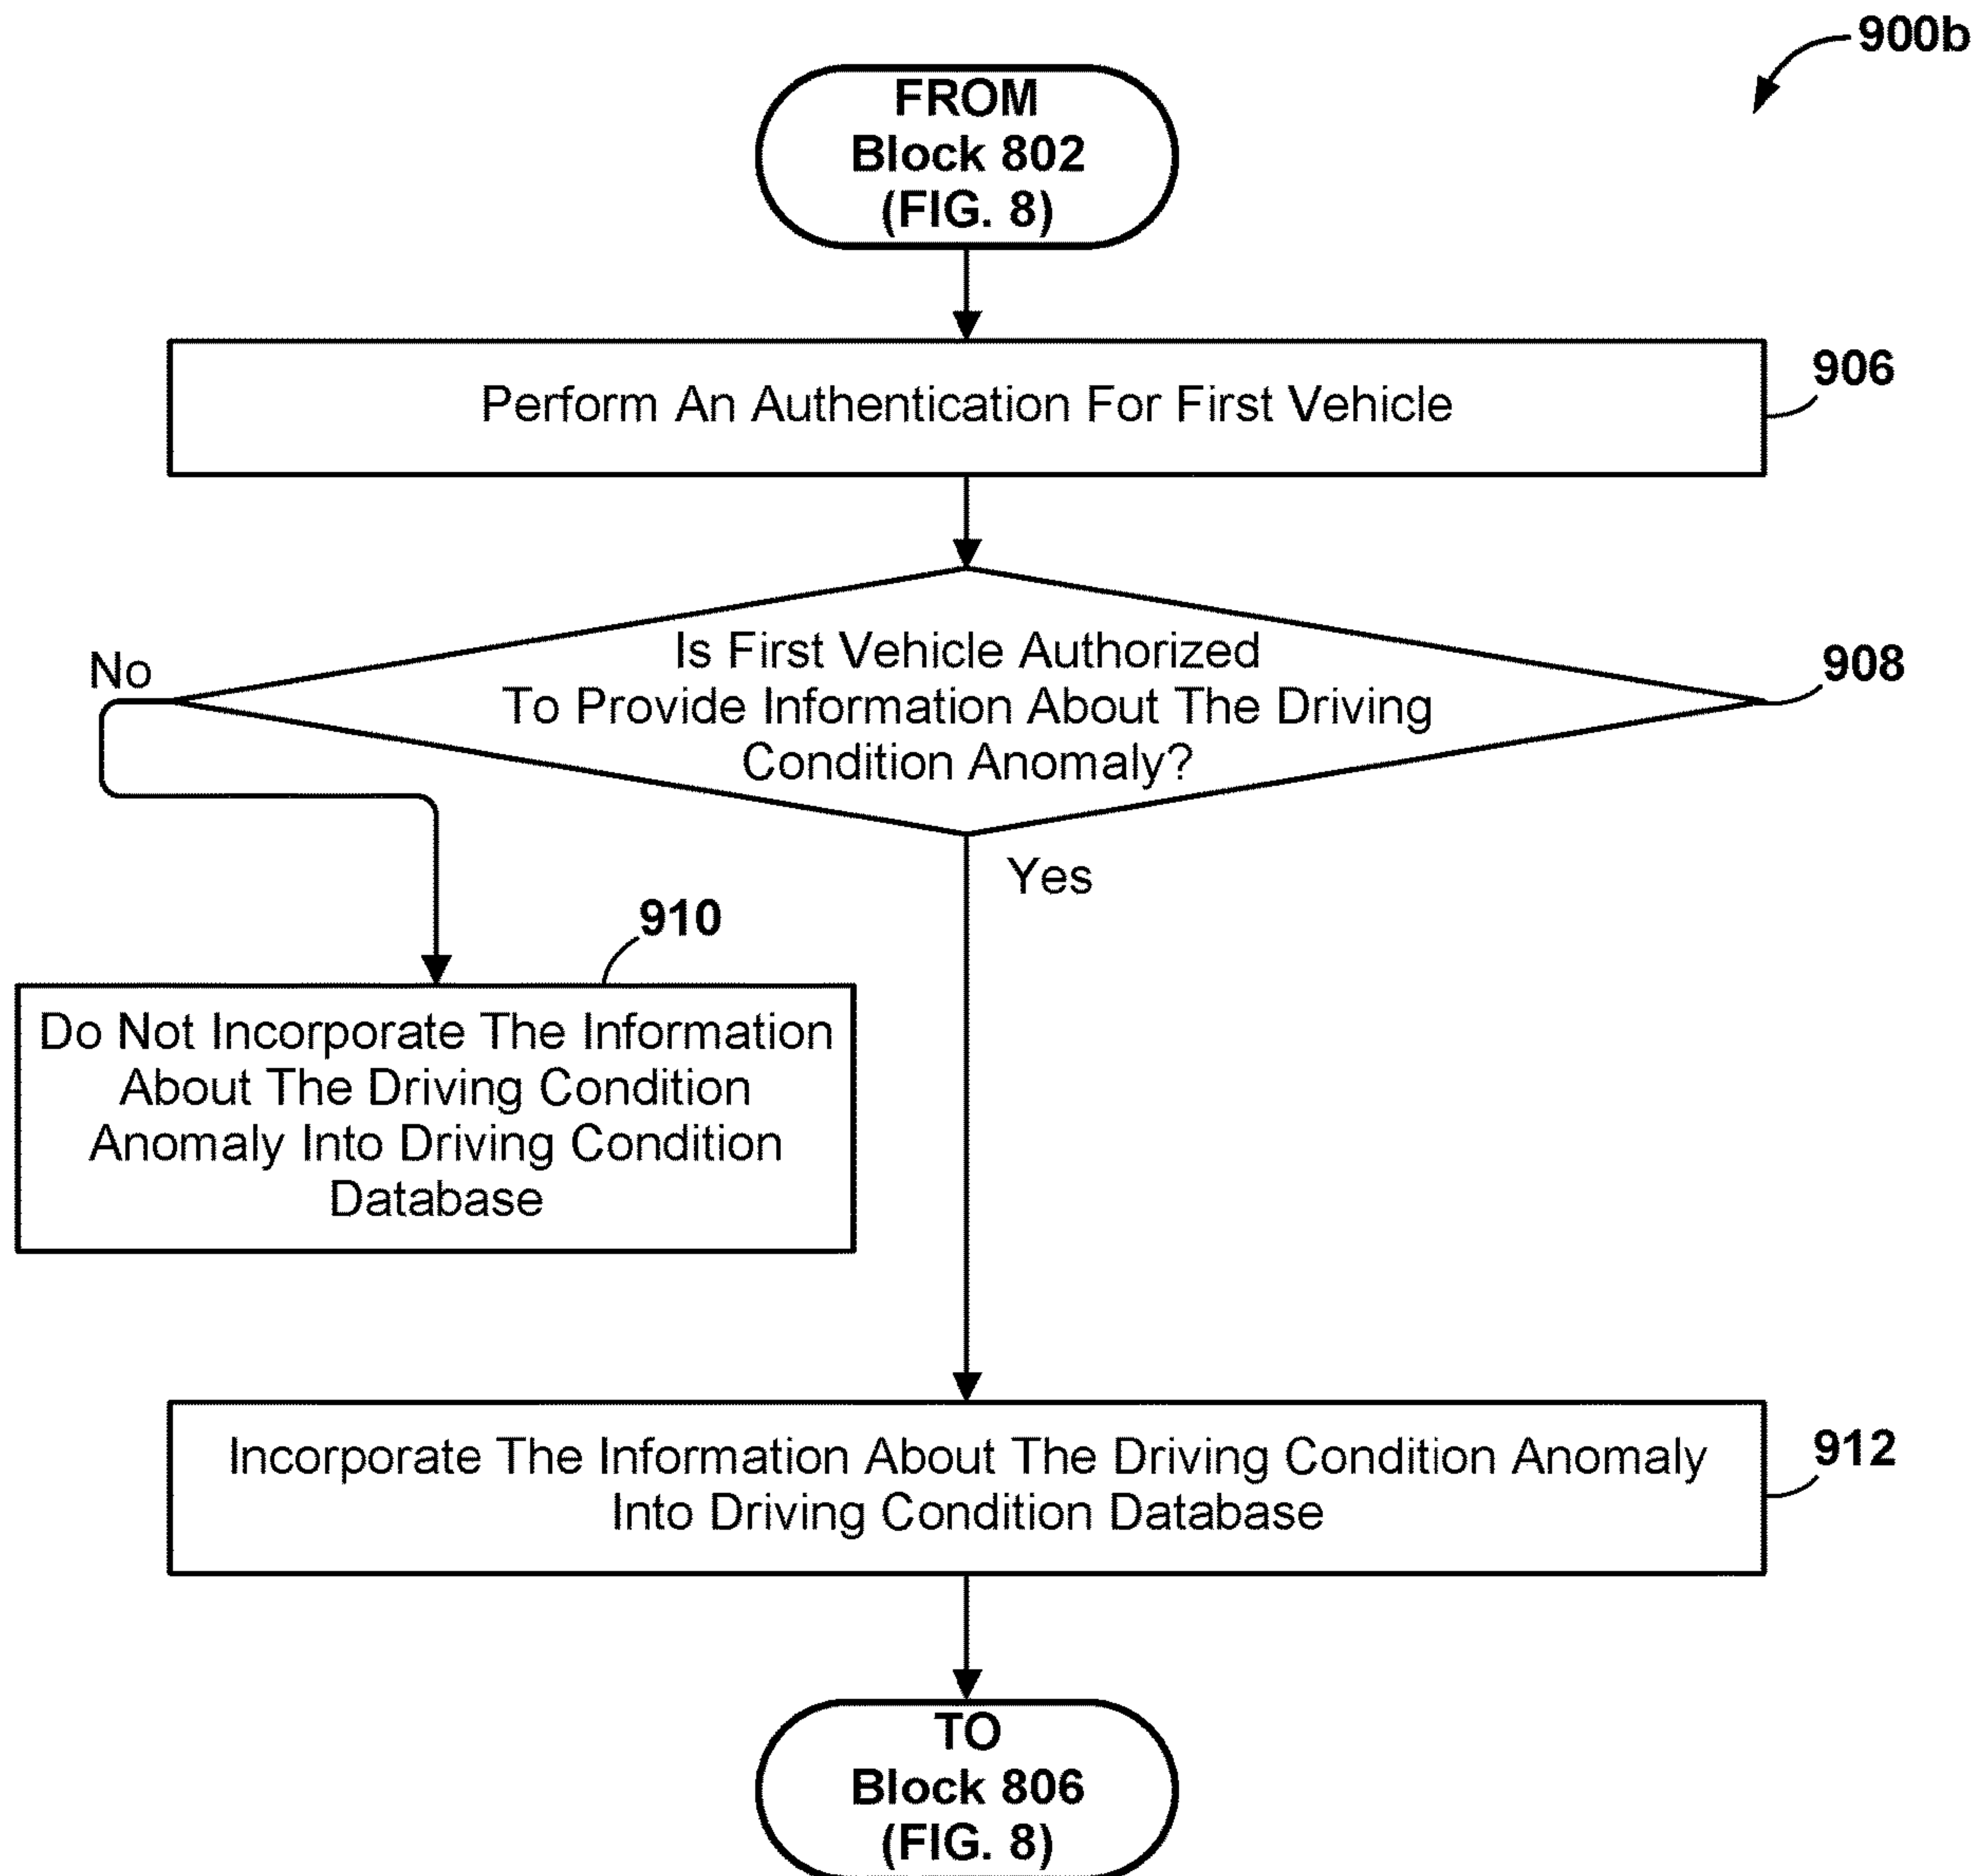 900b
FROM
Block 802
(FIG. 8)
Perform An Authentication For First Vehicle
906
Is First Vehicle Authorized
To Provide Information About The Driving
Condition Anomaly?
908
No
Yes
910
Do Not Incorporate The Information
About The Driving Condition
Anomaly Into Driving Condition
Database
Incorporate The Information About The Driving Condition Anomaly
Into Driving Condition Database
912
TO
Block 806
(FIG. 8)